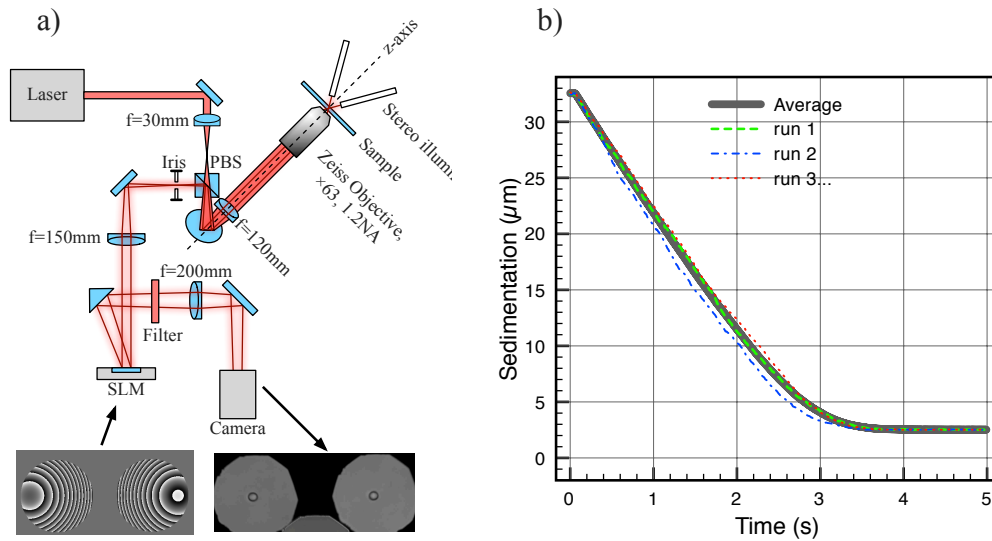 a)
Laser
f=30mm
Iris
PBS
z-axis
Stereo illum.
Sample
Zeiss Objective,
×63, 1.2NA
f=120mm
f=150mm
f=200mm
Filter
SLM
Camera
b)
Sedimentation (µm)
30
25
20
15
10
5
0
Average
run 1
run 2
run 3...
0 1 2 3 4 5
Time (s)